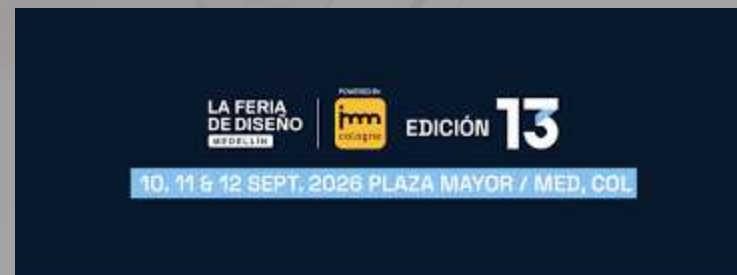 LA FERIA
DE DISEÑO
MEDELLÍN
POWERED BY
imm
cologne
EDICIÓN 13
10, 11 & 12 SEPT. 2026 PLAZA MAYOR / MED, COL